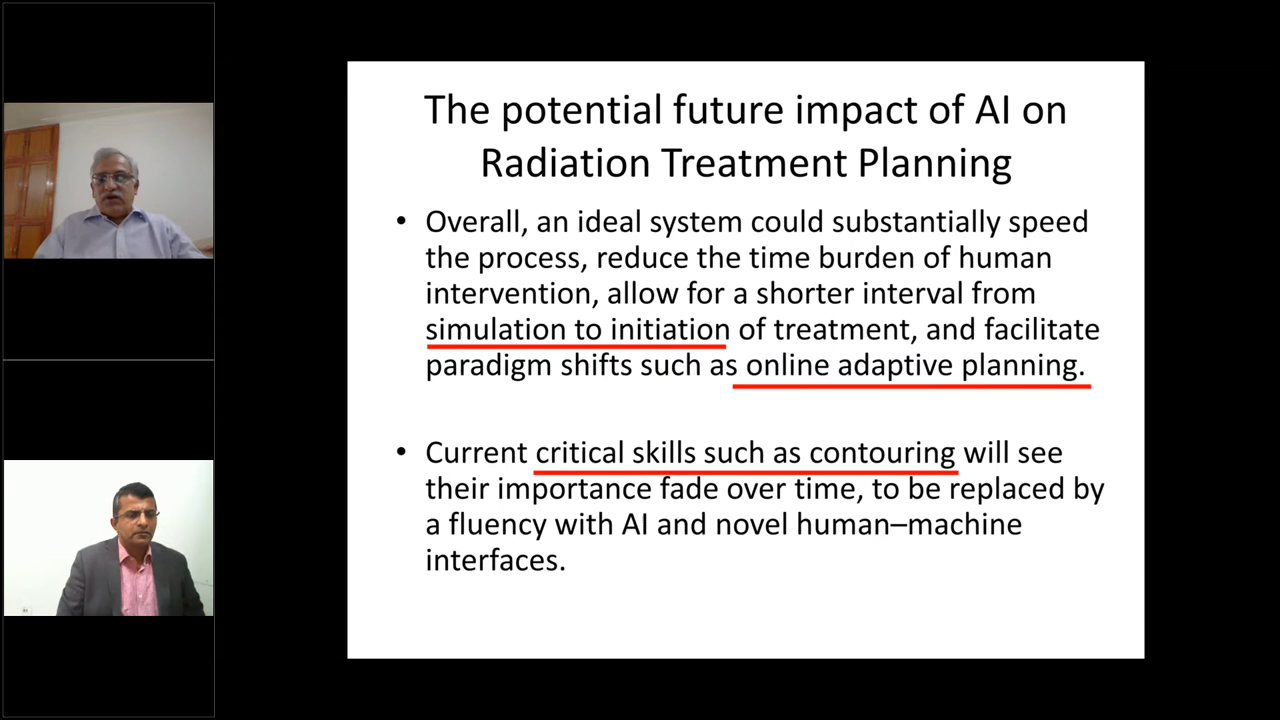 The potential future impact of AI on
Radiation Treatment Planning
• Overall, an ideal system could substantially speed
the process, reduce the time burden of human
intervention, allow for a shorter interval from
simulation to initiation of treatment, and facilitate
paradigm shifts such as online adaptive planning.
• Current critical skills such as contouring will see
their importance fade over time, to be replaced by
a fluency with AI and novel human–machine
interfaces.